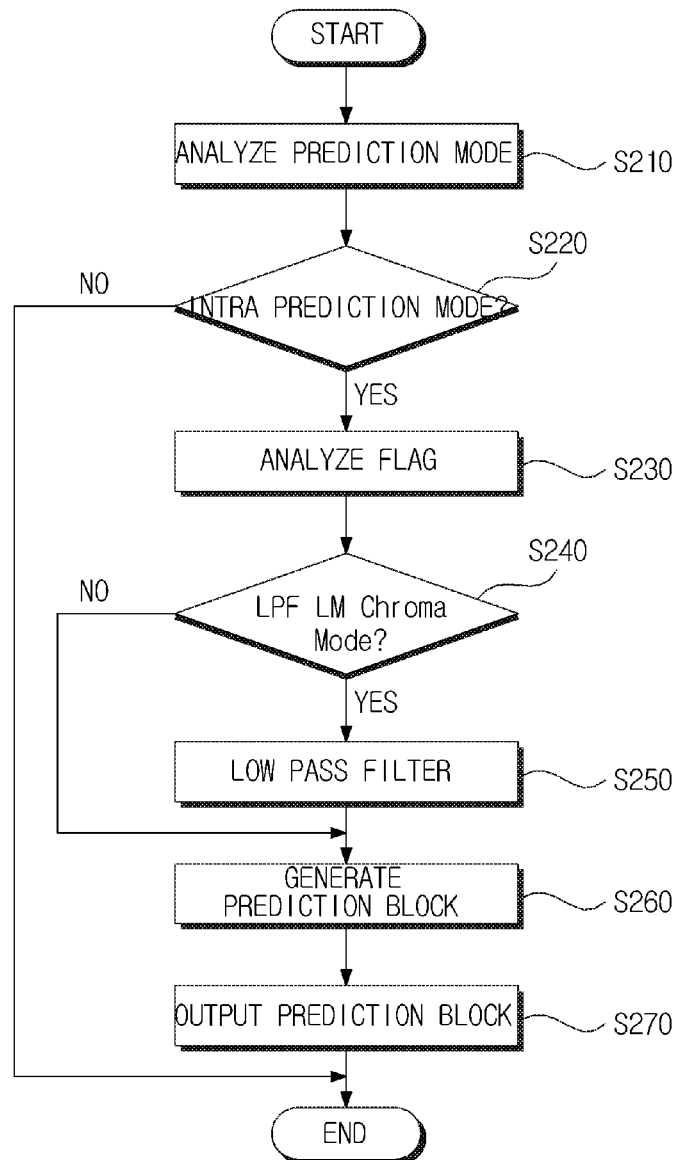 START
ANALYZE PREDICTION MODE
S210
S220
NO
INTRA PREDICTION MODE?
YES
ANALYZE FLAG
S230
S240
NO
LPF LM Chroma
Mode?
YES
LOW PASS FILTER
S250
GENERATE
PREDICTION BLOCK
S260
OUTPUT PREDICTION BLOCK
S270
END